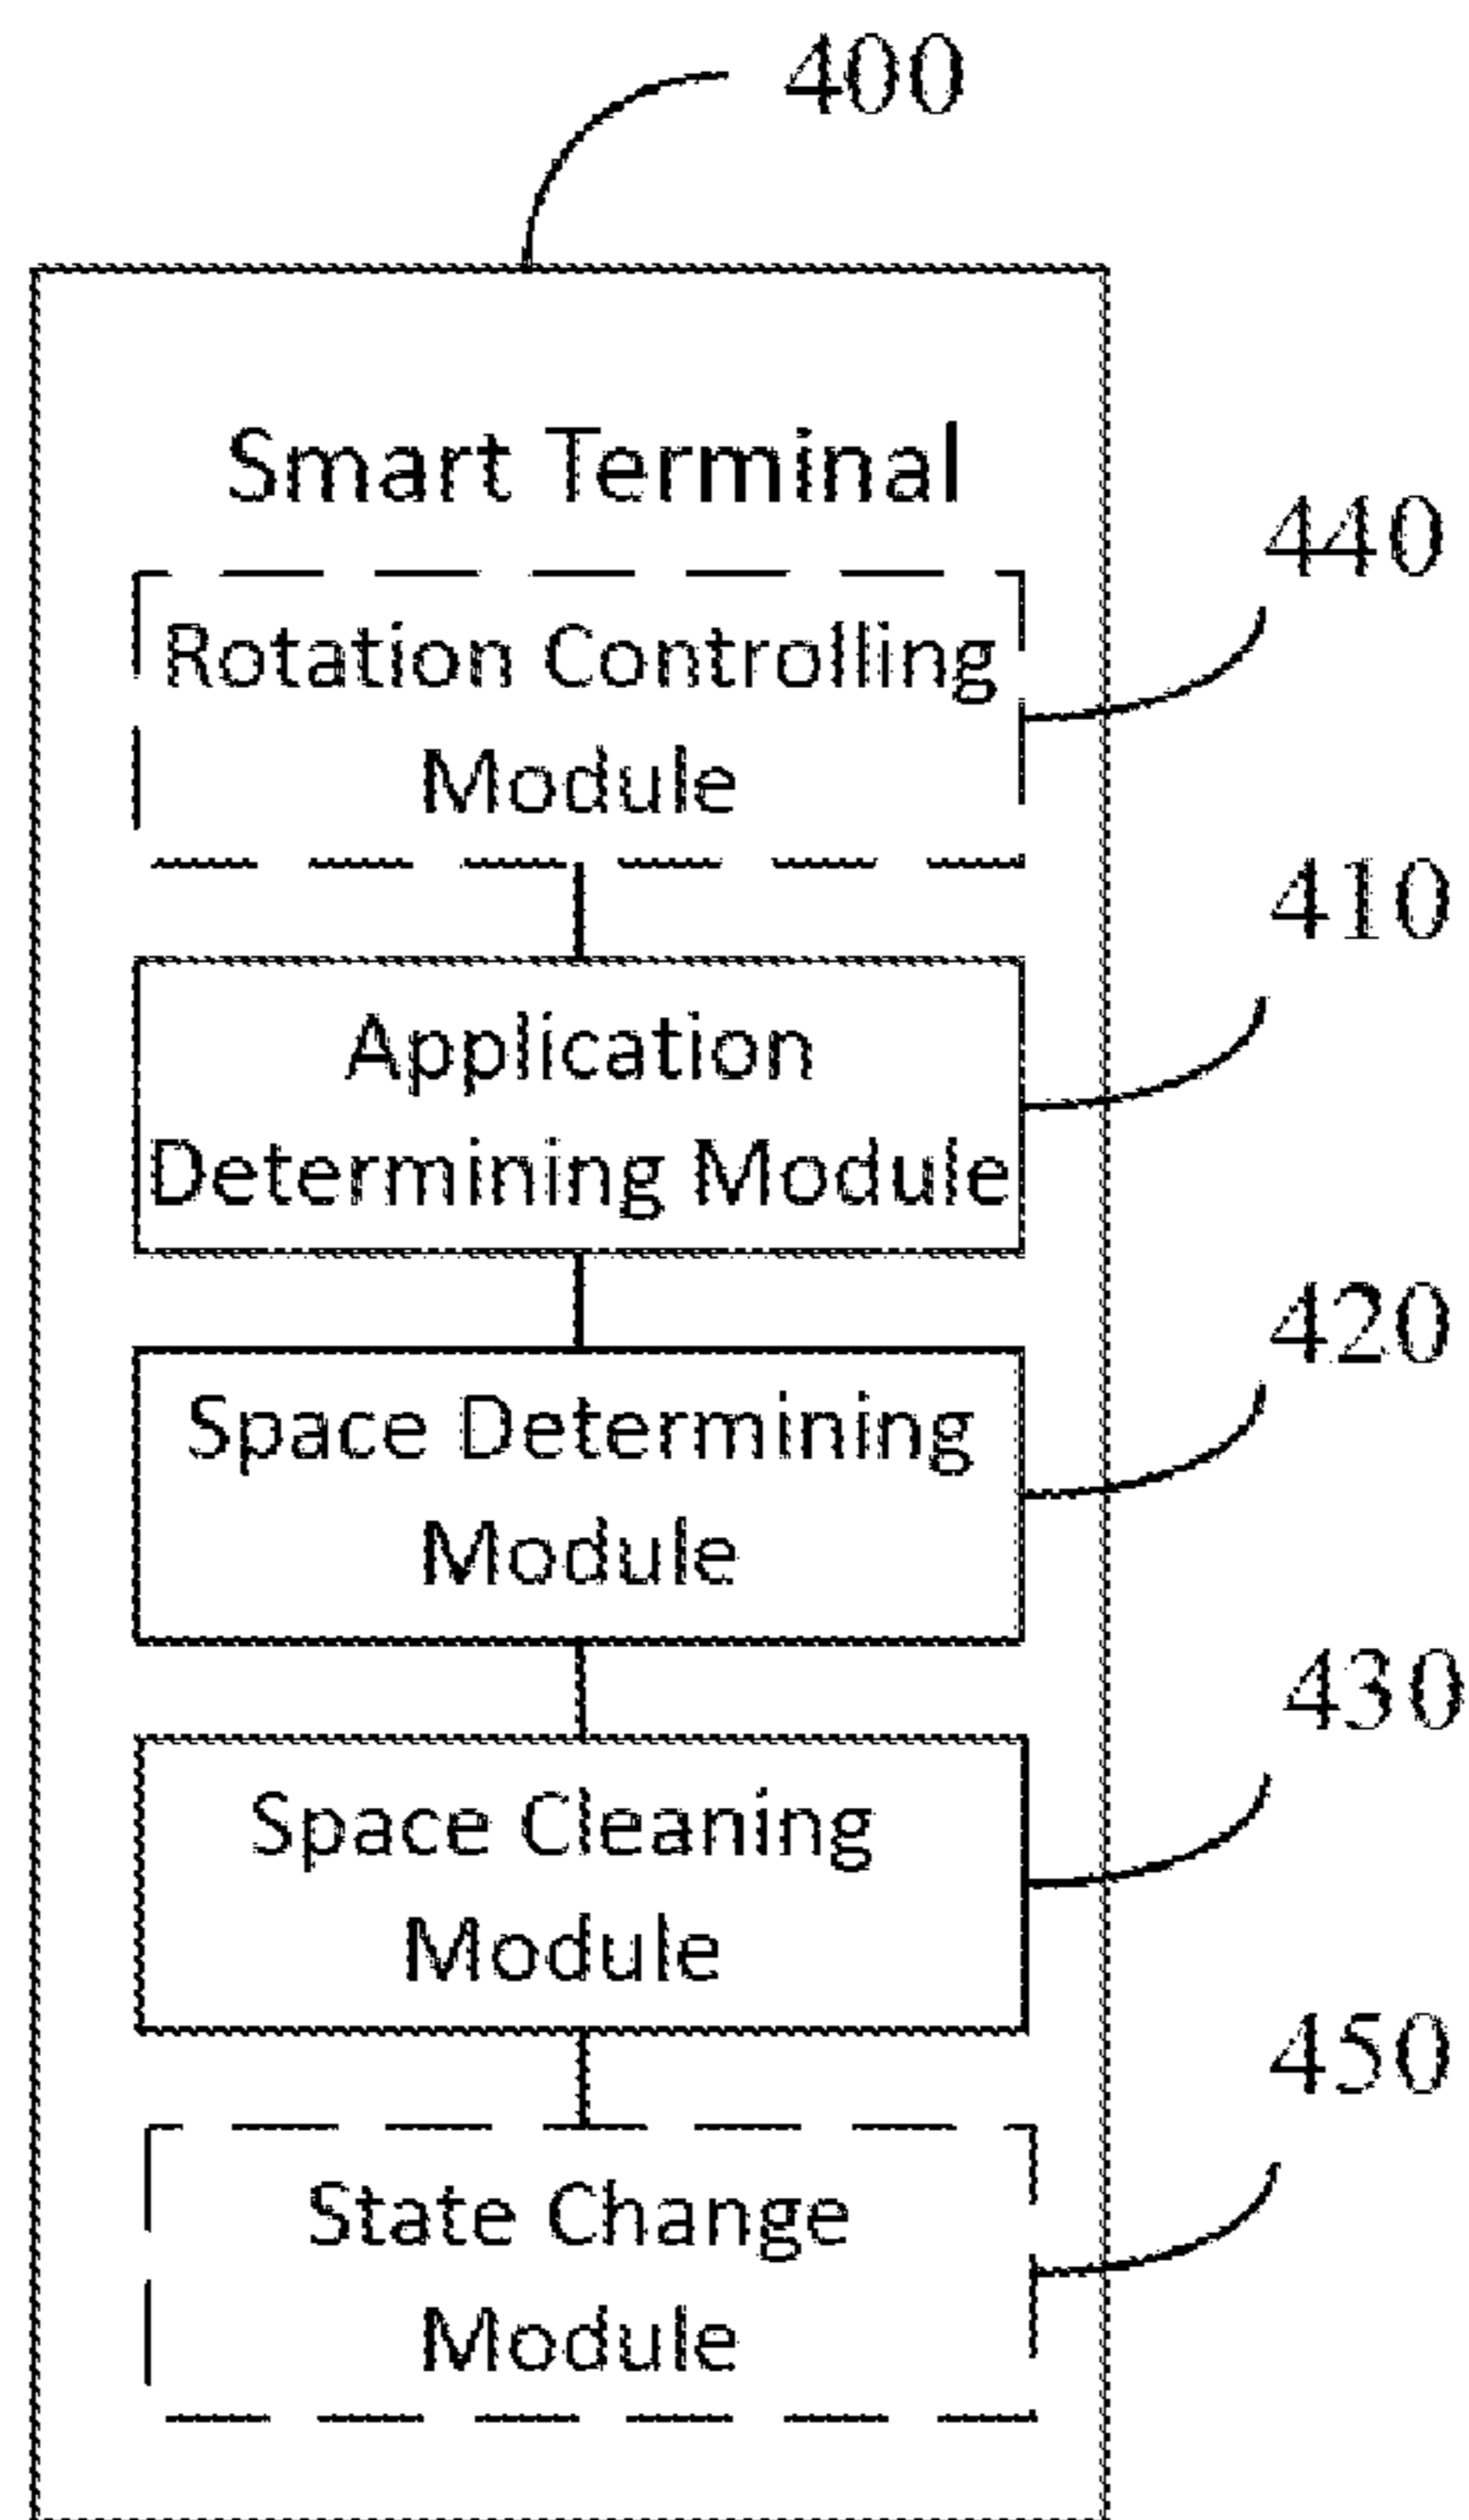 400
Smart Terminal
440
Rotation Controlling
Module
410
Application
Determining Module
420
Space Determining
Module
430
Space Cleaning
Module
450
State Change
Module